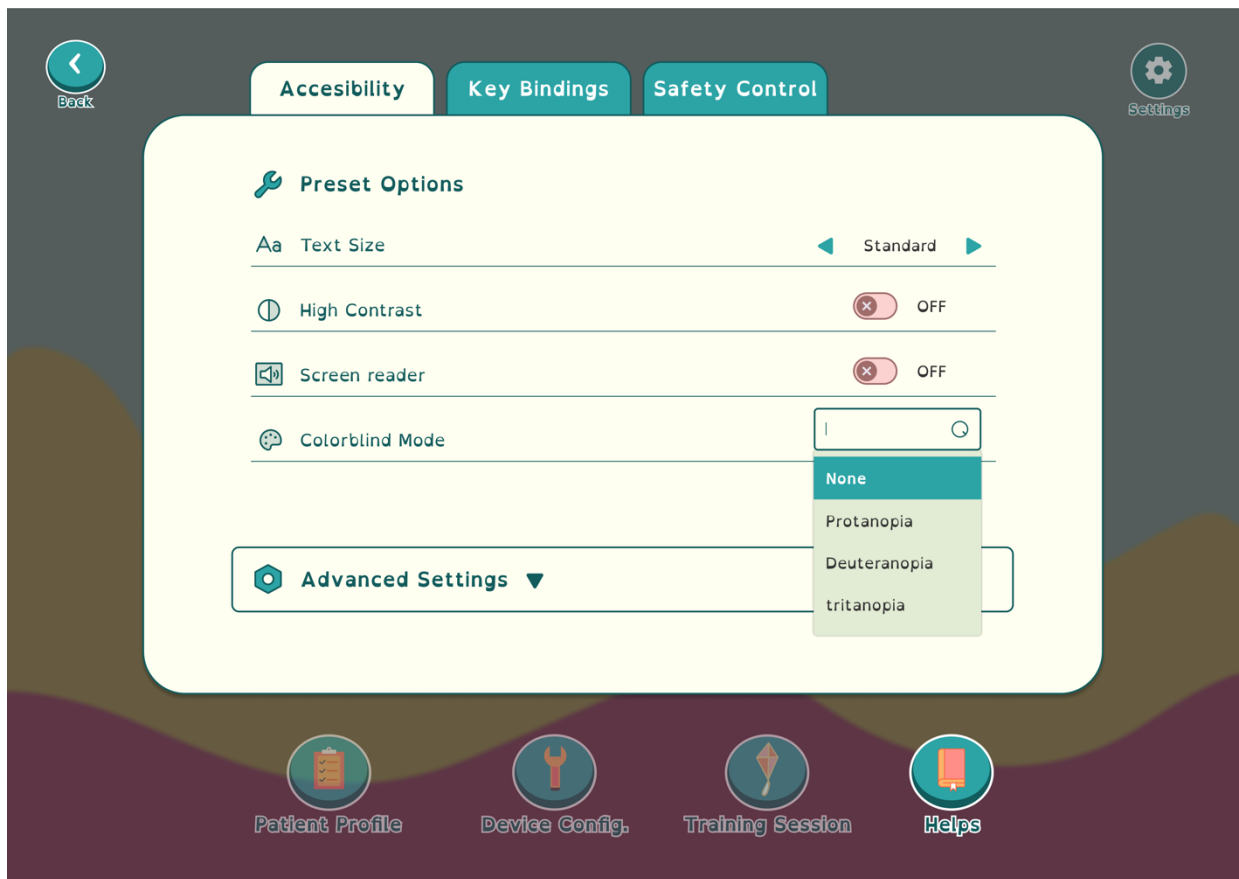 Back
Accesibility
Key Bindings
Safety Control
Settings
Preset Options
Aa Text Size
Standard
High Contrast
OFF
Screen reader
OFF
Colorblind Mode
None
Protanopia
Deuteranopia
tritanopia
Advanced Settings
Patient Profile
Device Config.
Training Session
Helps